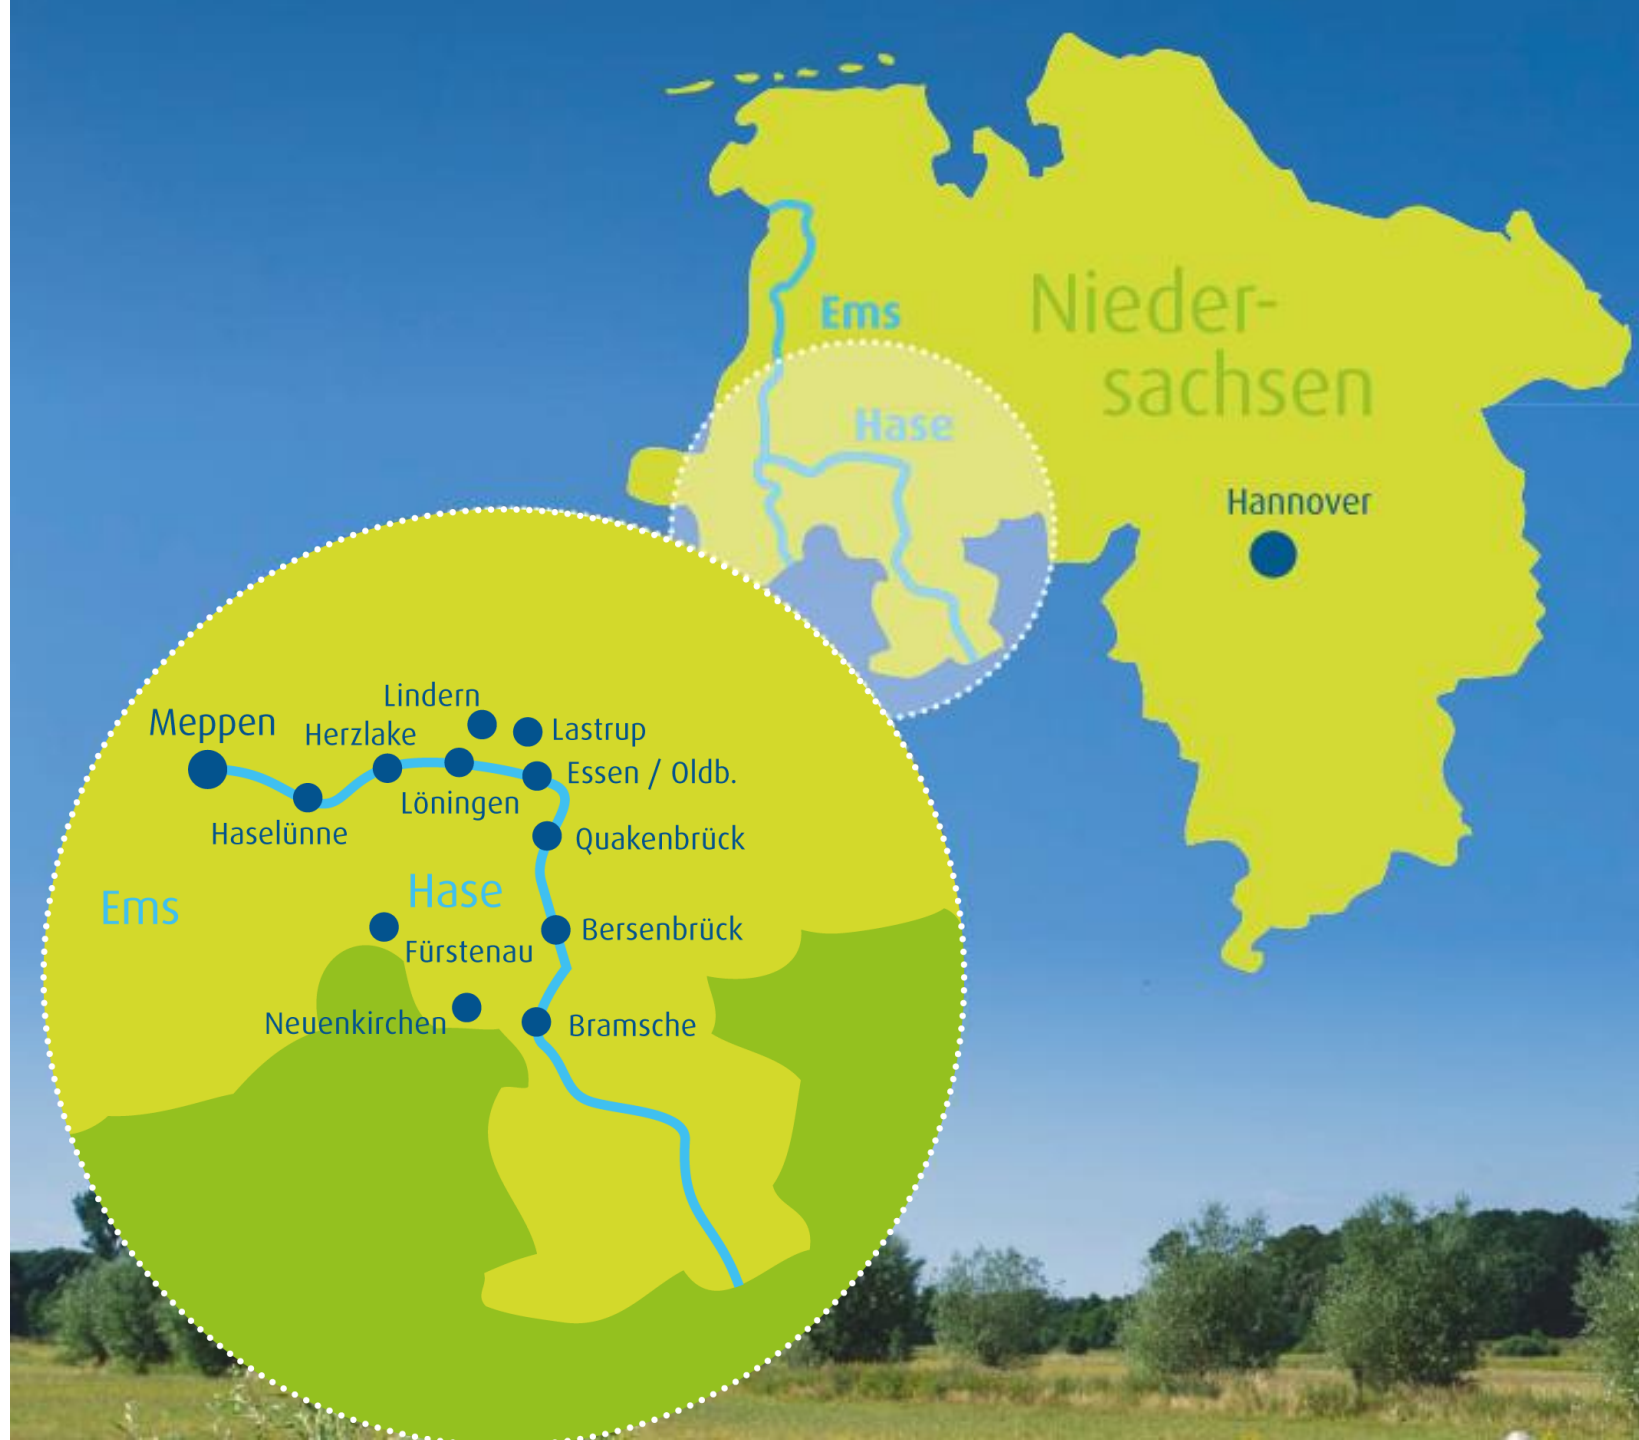 Ems
Nieder-
sachsen
Hase
Hannover
Lindern
Meppen
Herzlake
Lastrup
Essen / Oldb.
Löningen
Haselünne
Quakenbrück
Hase
Ems
Bersenbrück
Fürstenau
Neuenkirchen
Bramsche